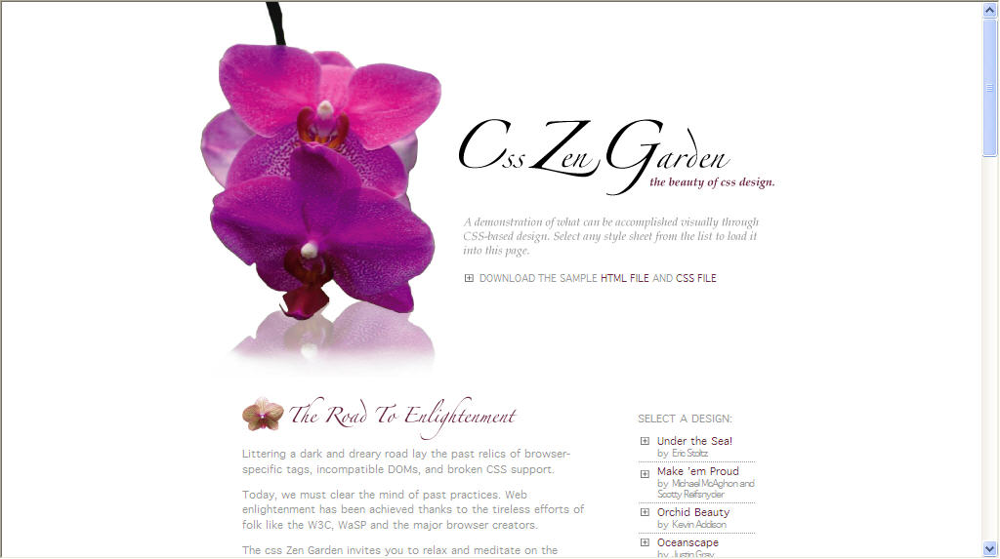 Css Zen Garden
the beauty of css design.
A demonstration of what can be accomplished visually through
CSS-based design. Select any style sheet from the list to load it
into this page.
DOWNLOAD THE SAMPLE HTML FILE AND CSS FILE
The Road To Enlightenment
Littering a dark and dreary road lay the past relics of browser-
specific tags, incompatible DOMs, and broken CSS support.
Today, we must clear the mind of past practices. Web
enlightenment has been achieved thanks to the tireless efforts of
folk like the W3C, WaSP and the major browser creators.
The css Zen Garden invites you to relax and meditate on the
SELECT A DESIGN:
Under the Sea!
by Eric Stoltz
Make 'em Proud
by Michael McAghon and
Scotty Reifsnyder
Orchid Beauty
by Kevin Addison
Oceanscape
by Justin Gray